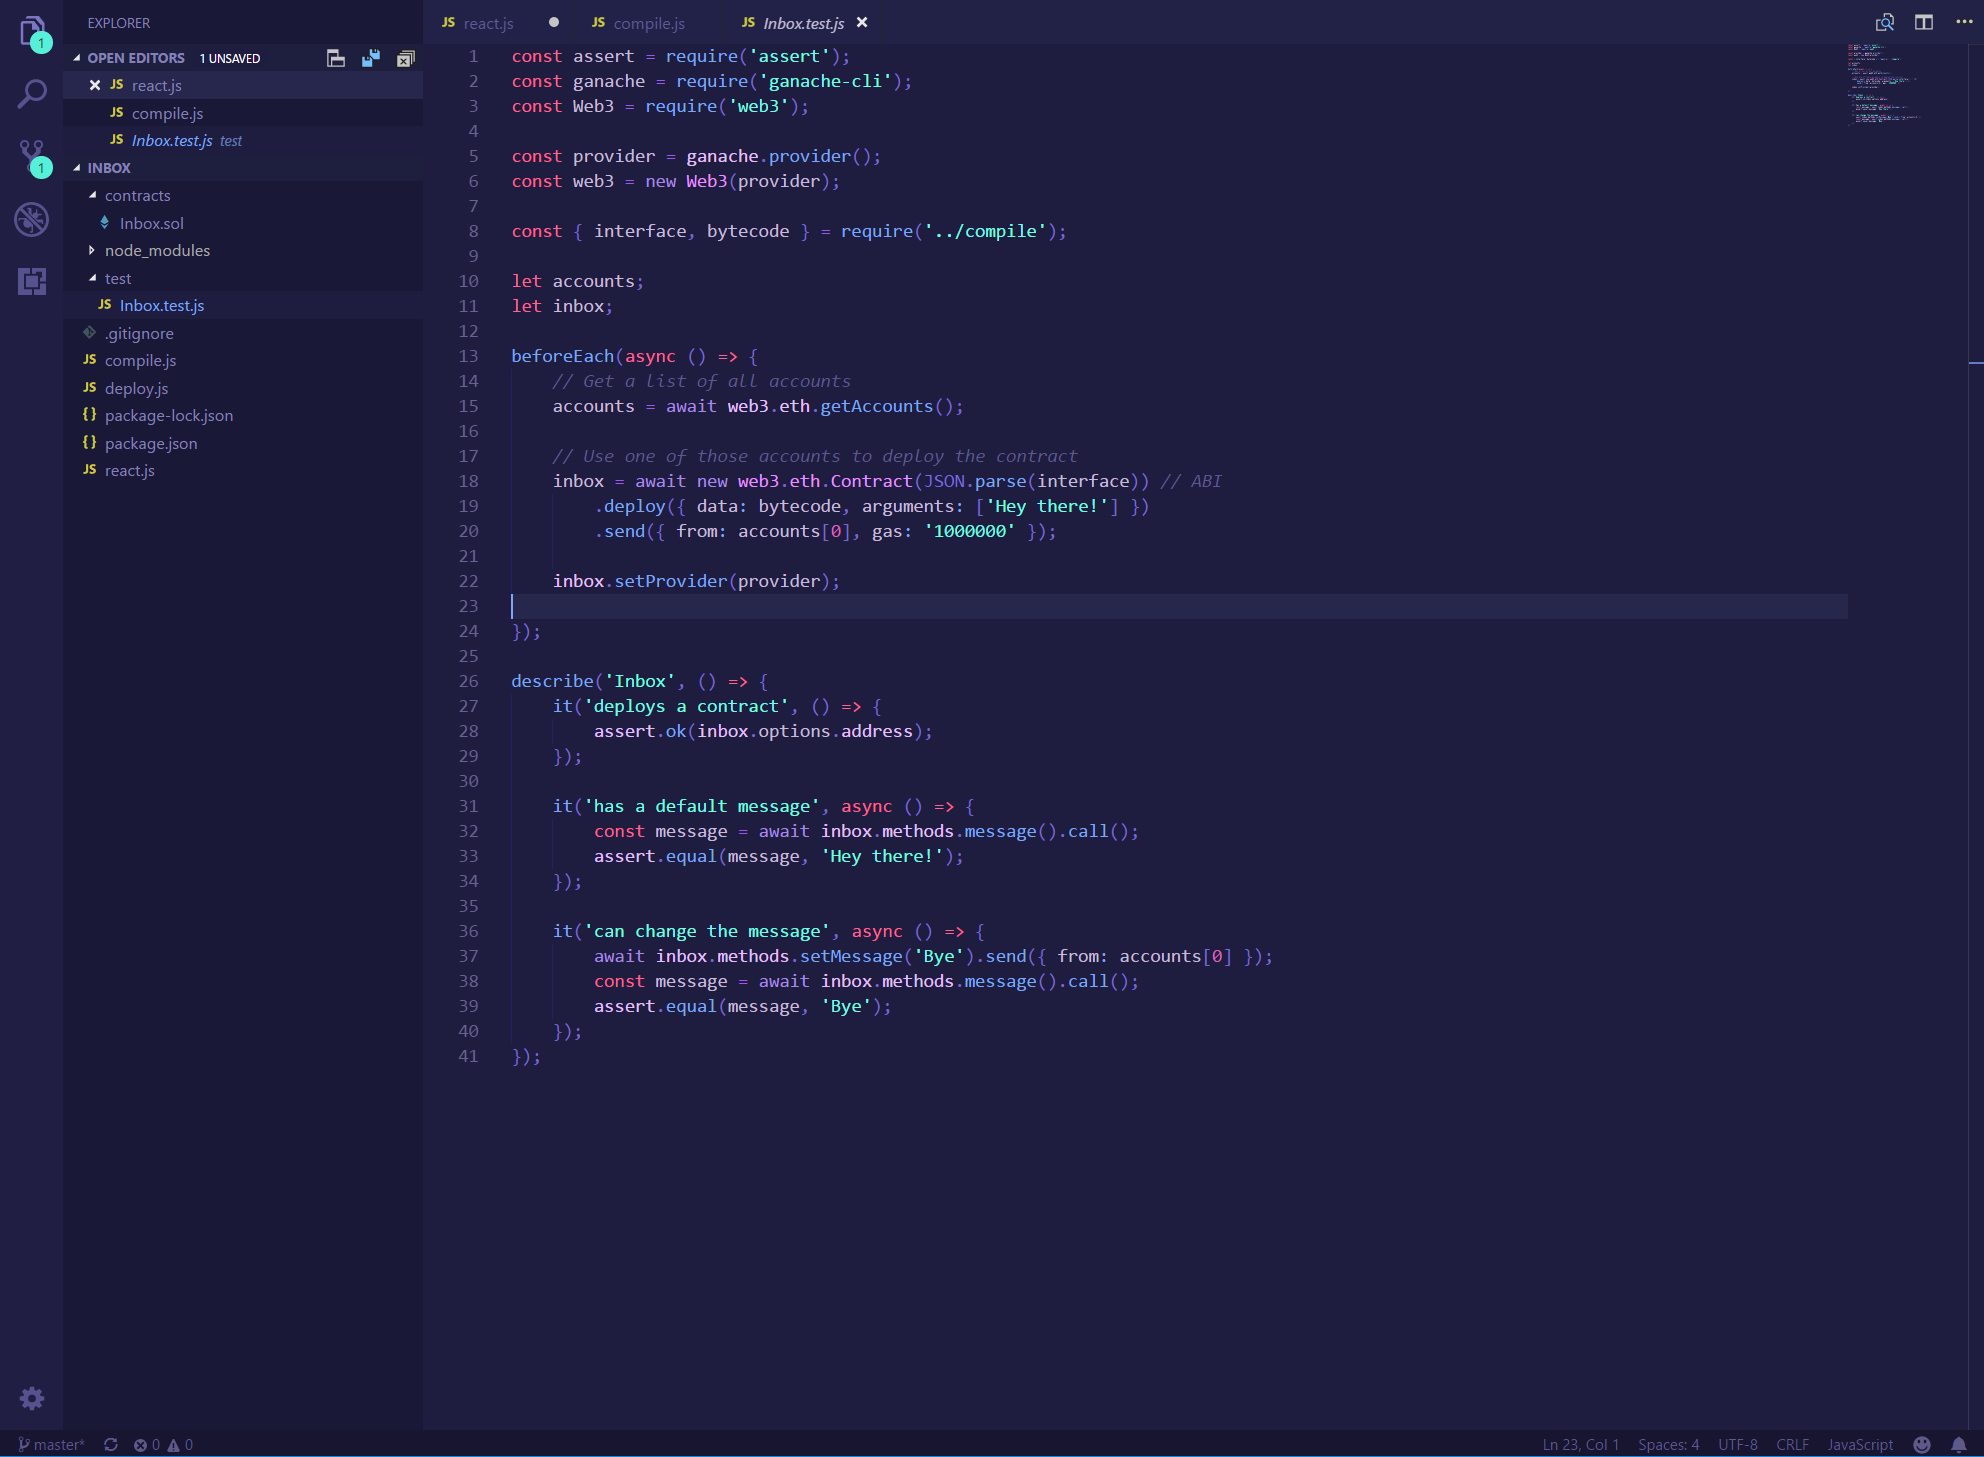 EXPLORER
OPEN EDITORS 1 UNSAVED
JS react.js
JS compile.js
JS Inbox.test.js test
INBOX
contracts
Inbox.sol
node_modules
test
JS Inbox.test.js
.gitignore
JS compile.js
JS deploy.js
{} package-lock.json
{} package.json
JS react.js
1
1
JS react.js
JS compile.js
JS Inbox.test.js
1 const assert = require('assert');
2 const ganache = require('ganache-cli');
3 const Web3 = require('web3');
4
5 const provider = ganache.provider();
6 const web3 = new Web3(provider);
7
8 const { interface, bytecode } = require('../compile');
9
10 let accounts;
11 let inbox;
12
13 beforeEach(async () => {
14     // Get a list of all accounts
15     accounts = await web3.eth.getAccounts();
16
17     // Use one of those accounts to deploy the contract
18     inbox = await new web3.eth.Contract(JSON.parse(interface)) // ABI
19         .deploy({ data: bytecode, arguments: ['Hey there!'] })
20         .send({ from: accounts[0], gas: '1000000' });
21
22     inbox.setProvider(provider);
23
24 });
25
26 describe('Inbox', () => {
27     it('deploys a contract', () => {
28         assert.ok(inbox.options.address);
29     });
30
31     it('has a default message', async () => {
32         const message = await inbox.methods.message().call();
33         assert.equal(message, 'Hey there!');
34     });
35
36     it('can change the message', async () => {
37         await inbox.methods.setMessage('Bye').send({ from: accounts[0] });
38         const message = await inbox.methods.message().call();
39         assert.equal(message, 'Bye');
40     });
41 });
master* 0 0
Ln 23, Col 1 Spaces: 4 UTF-8 CRLF JavaScript